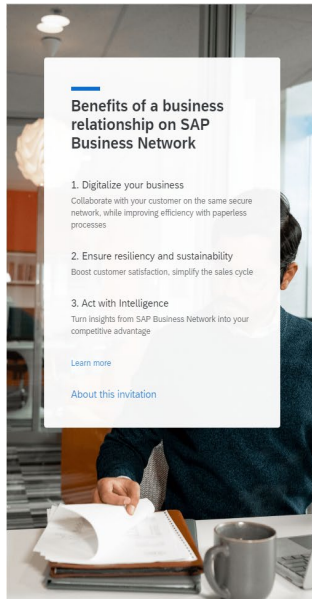 Benefits of a business
relationship on SAP
Business Network
1. Digitalize your business
Collaborate with your customer on the same secure
network, while improving efficiency with paperless
processes
2. Ensure resiliency and sustainability
Boost customer satisfaction, simplify the sales cycle
3. Act with Intelligence
Turn insights from SAP Business Network into your
competitive advantage
Learn more
About this invitation